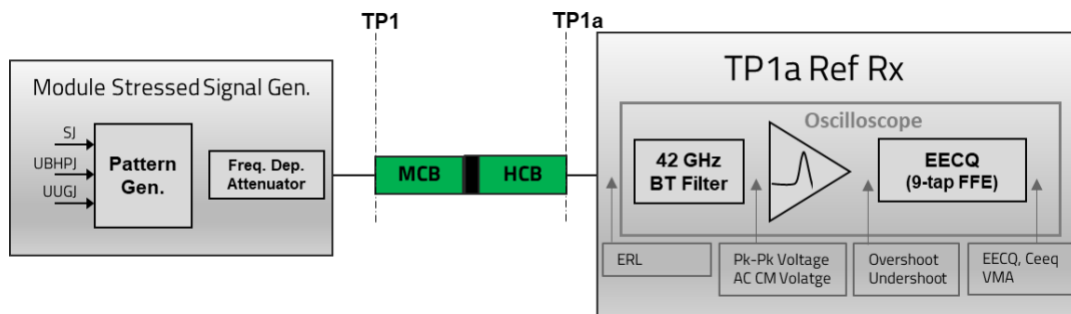 TP1
TP1a
Module Stressed Signal Gen.
SJ
UBHPJ
UUGJ
Pattern
Gen.
Freq. Dep.
Attenuator
MCB
HCB
TP1a Ref Rx
Oscilloscope
42 GHz
BT Filter
EECQ
(9-tap FFE)
ERL
Pk-Pk Voltage
AC CM Volatge
Overshoot
Undershoot
EECQ, Ceeq
VMA